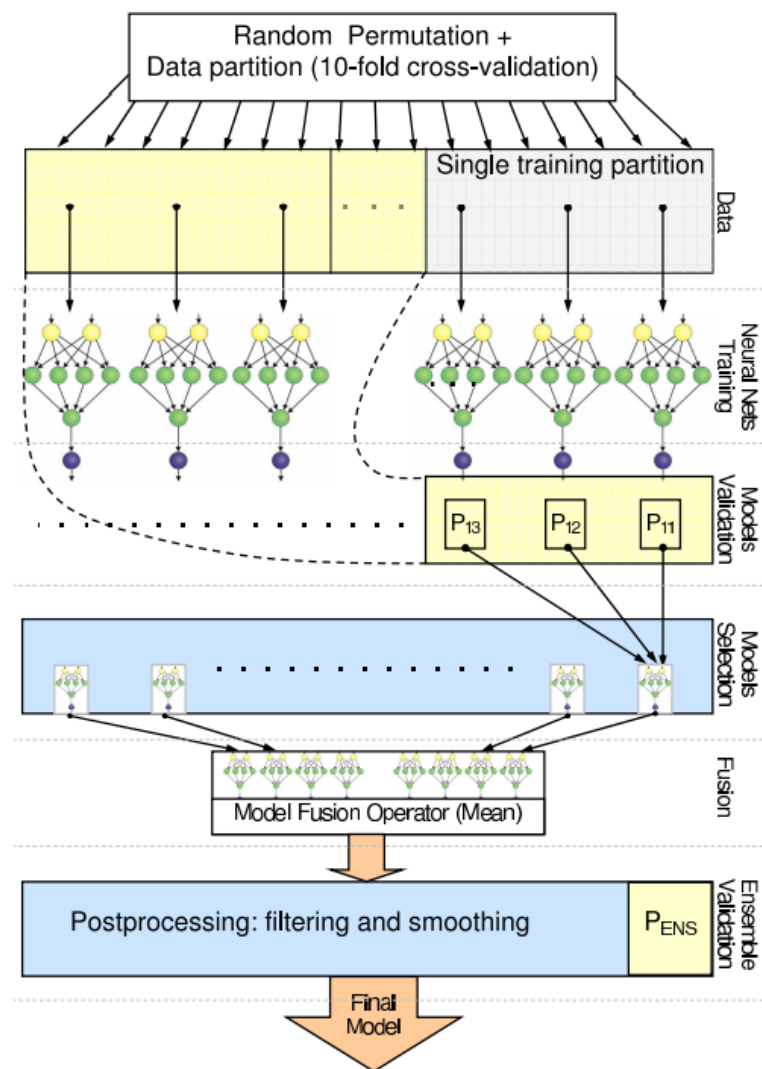 Random Permutation +
Data partition (10-fold cross-validation)
Single training partition
Data
Neural Nets
Training
Models
Validation
P13
P12
P11
Models
Selection
Fusion
Model Fusion Operator (Mean)
Ensemble
Validation
Postprocessing: filtering and smoothing
PENS
Final
Model